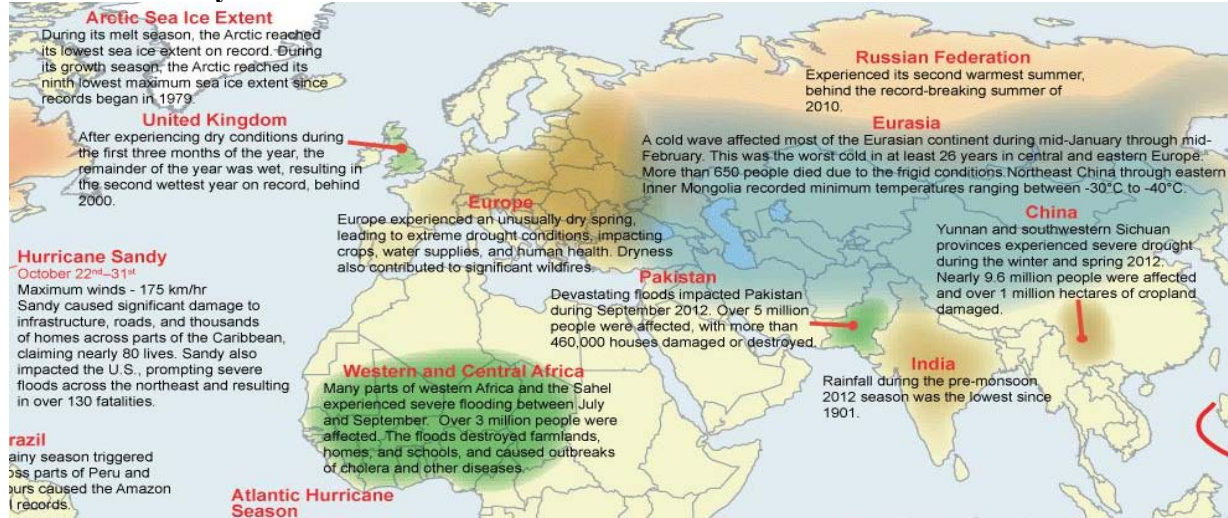 Arctic Sea Ice Extent
During its melt season, the Arctic reached
its lowest sea ice extent on record. During
its growth season, the Arctic reached its
ninth lowest maximum sea ice extent since
records began in 1979.
United Kingdom
After experiencing dry conditions during
the first three months of the year, the
remainder of the year was wet, resulting in
the second wettest year on record, behind
2000.
Russian Federation
Experienced its second warmest summer,
behind the record-breaking summer of
2010.
Eurasia
A cold wave affected most of the Eurasian continent during mid-January through mid-
February. This was the worst cold in at least 26 years in central and eastern Europe.
More than 650 people died due to the frigid conditions.Northeast China through eastern
Inner Mongolia recorded minimum temperatures ranging between -30°C to -40°C.
Europe
Europe experienced an unusually dry spring,
leading to extreme drought conditions, impacting
crops, water supplies, and human health. Dryness
also contributed to significant wildfires.
China
Yunnan and southwestern Sichuan
provinces experienced severe drought
during the winter and spring 2012.
Nearly 9.6 million people were affected
and over 1 million hectares of cropland
damaged.
Hurricane Sandy
October 22nd–31st
Maximum winds - 175 km/hr
Sandy caused significant damage to
infrastructure, roads, and thousands
of homes across parts of the Caribbean,
claiming nearly 80 lives. Sandy also
impacted the U.S., prompting severe
floods across the northeast and resulting
in over 130 fatalities.
Pakistan
Devastating floods impacted Pakistan
during September 2012. Over 5 million
people were affected, with more than
460,000 houses damaged or destroyed.
India
Rainfall during the pre-monsoon
2012 season was the lowest since
1901.
Western and Central Africa
Many parts of western Africa and the Sahel
experienced severe flooding between July
and September. Over 3 million people were
affected. The floods destroyed farmlands,
homes, and schools, and caused outbreaks
of cholera and other diseases.
razil
ainy season triggered
oss parts of Peru and
ours caused the Amazon
records.
Atlantic Hurricane
Season